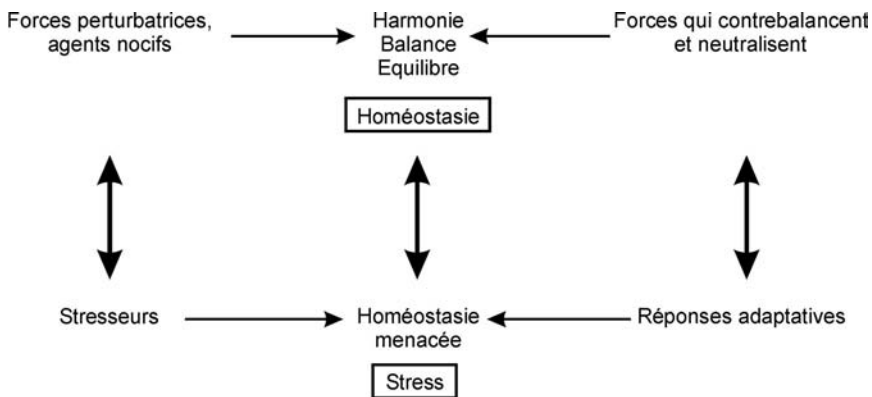 Forces perturbatrices,
agents nocifs
Harmonie
Balance
Equilibre
Forces qui contrebalancent
et neutralisent
Homéostasie
Stresseurs
Homéostasie
menacée
Réponses adaptatives
Stress